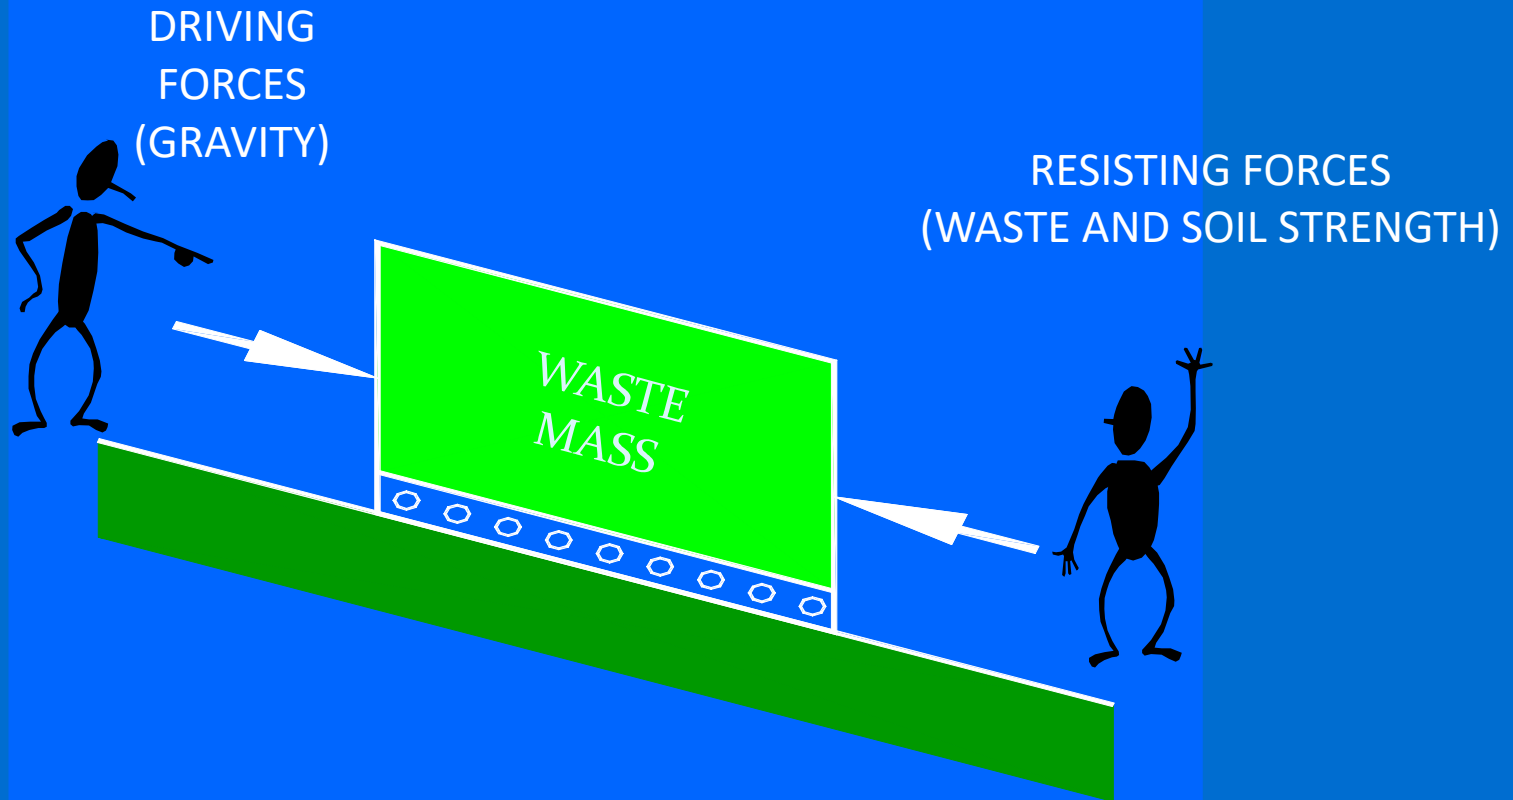 DRIVING
FORCES
(GRAVITY)
RESISTING FORCES
(WASTE AND SOIL STRENGTH)
WASTE
MASS